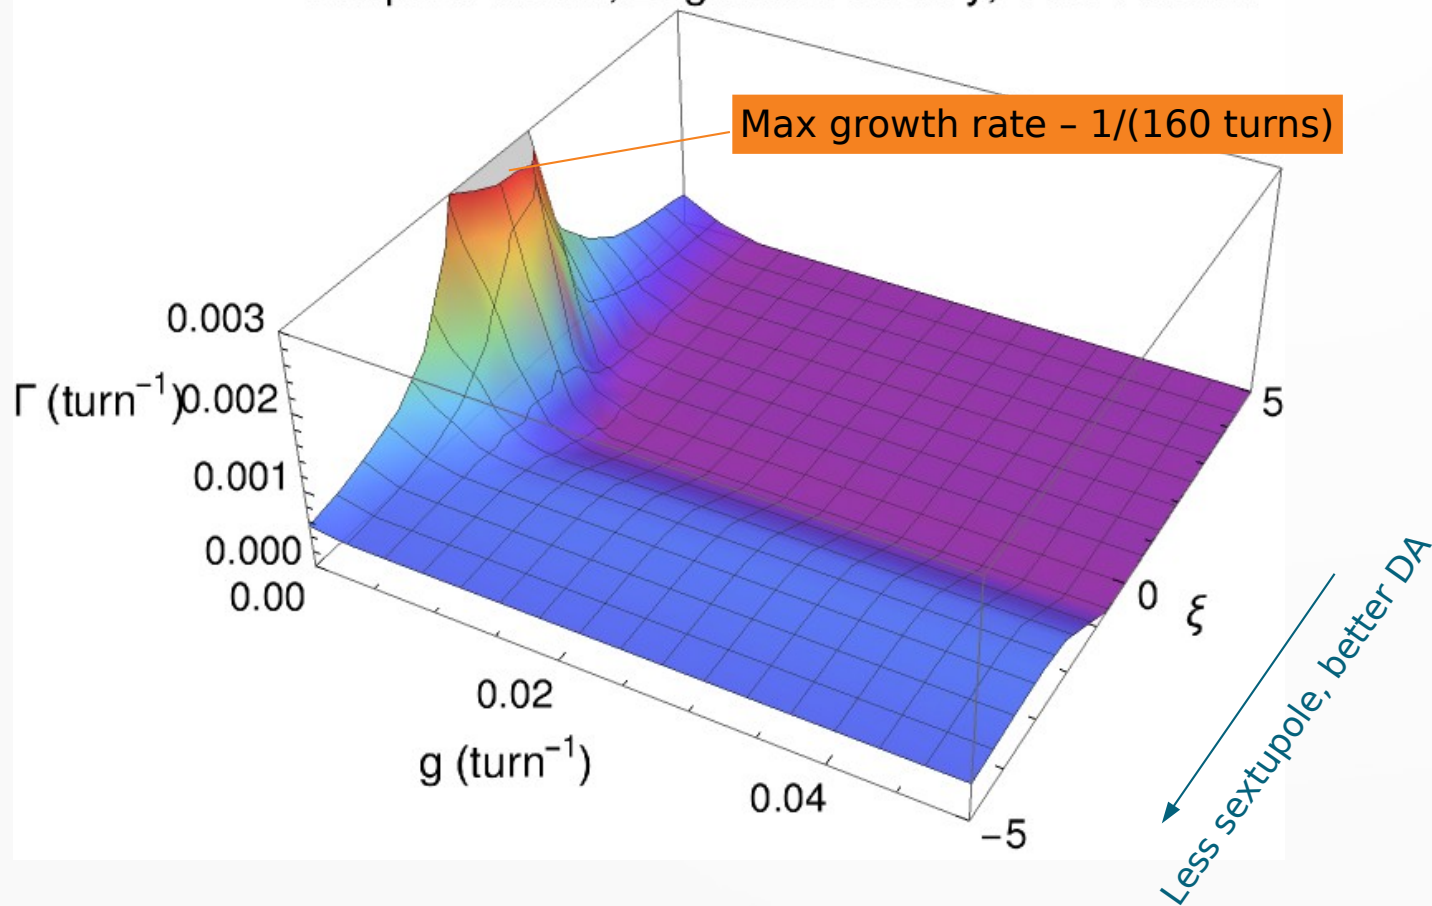 Max growth rate – 1/(160 turns)
0.003
Γ (turn⁻¹)
0.002
0.001
0.000
0.00
0.02
g (turn⁻¹)
0.04
5
0
ξ
−5
Less sextupole, better DA